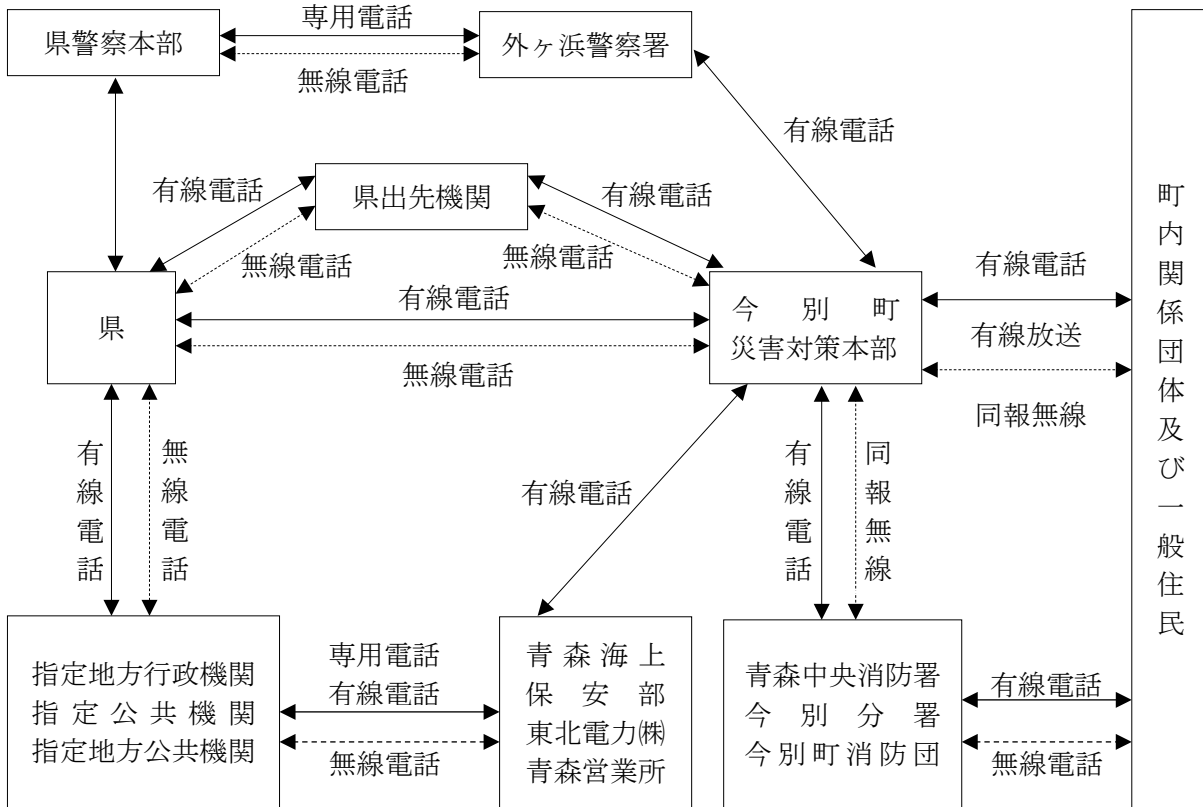 専用電話
県警察本部
外ヶ浜警察署
無線電話
有線電話
有線電話
県出先機関
有線電話
無線電話
無線電話
県
有線電話
無線電話
今別町
災害対策本部
有線電話
有線放送
同報無線
町内関係団体及び一般住民
有線電話
無線電話
有線電話
有線電話
同報無線
指定地方行政機関
指定公共機関
指定地方公共機関
専用電話
有線電話
無線電話
青森海上
保安部
東北電力㈱
青森営業所
青森中央消防署
今別分署
今別町消防団
有線電話
無線電話